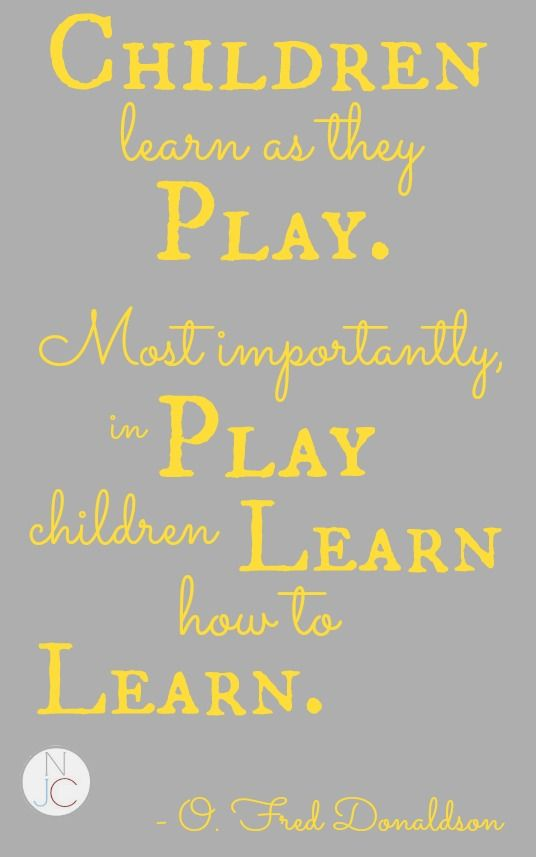 Children
learn as they
Play.
Most importantly,
in Play
children Learn
how to
Learn.
N
JC
- O. Fred Donaldson